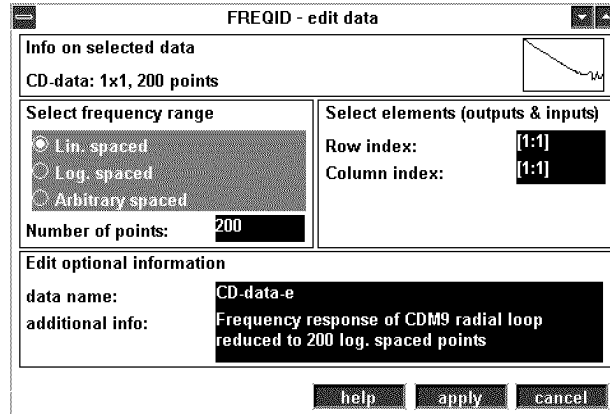 FREQID - edit data
Info on selected data
CD-data: 1x1, 200 points
Select frequency range
Lin. spaced
Log. spaced
Arbitrary spaced
Number of points: 200
Select elements (outputs & inputs)
Row index: [1:1]
Column index: [1:1]
Edit optional information
data name: CD-data-e
additional info: Frequency response of CDM9 radial loop
reduced to 200 log. spaced points
help apply cancel